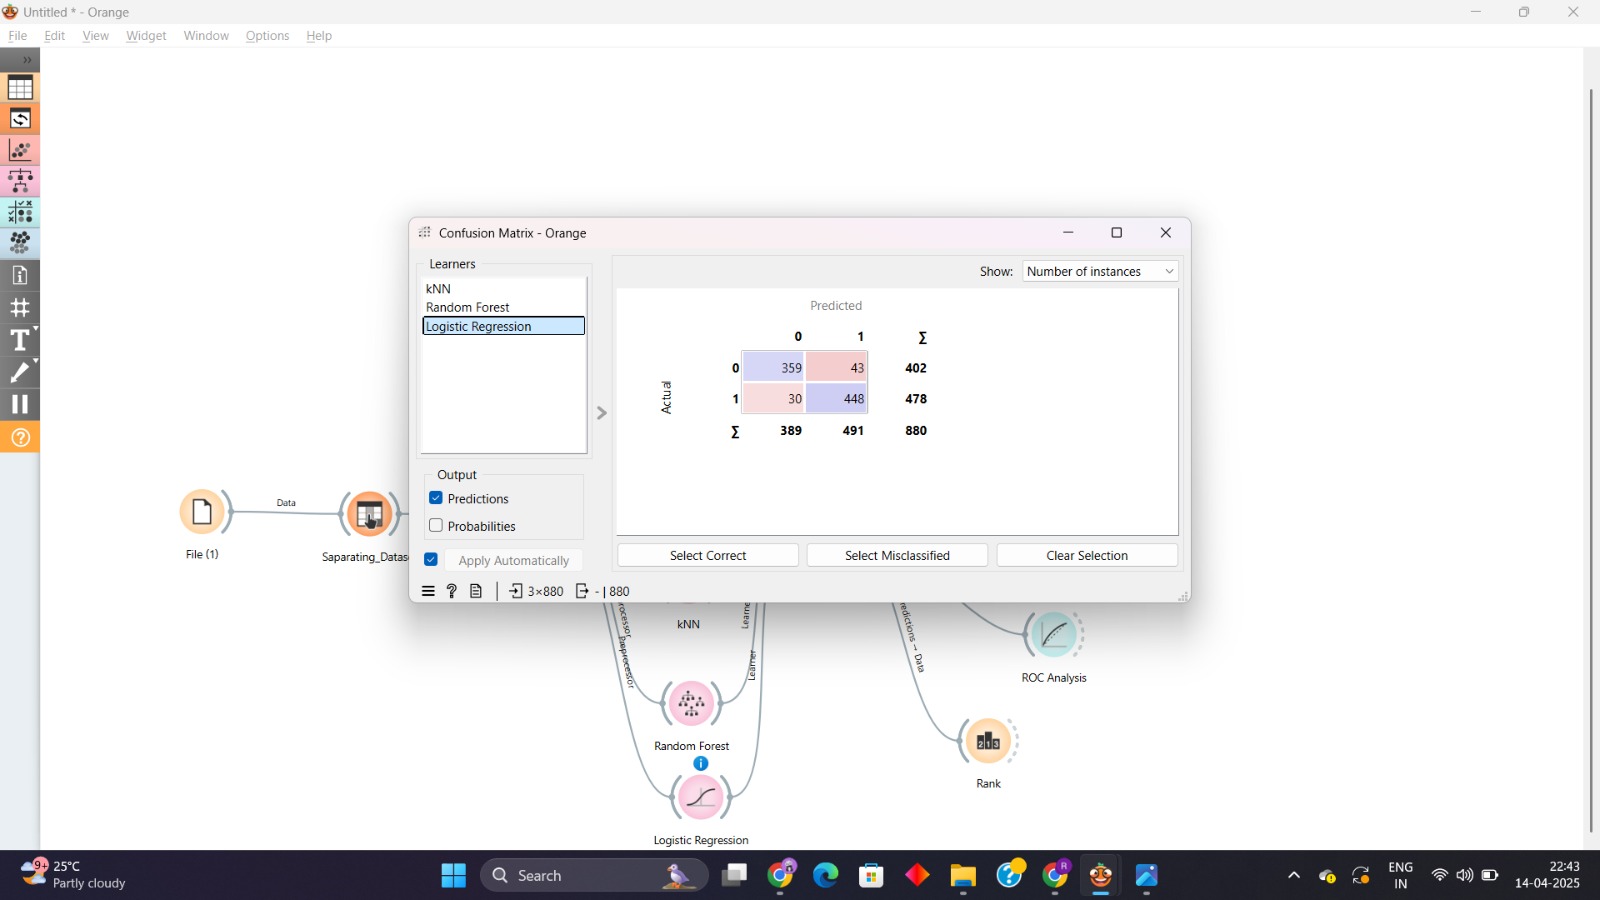 Untitled * - Orange
File Edit View Widget Window Options Help
Confusion Matrix - Orange
Learners
kNN
Random Forest
Logistic Regression
Show: Number of instances
Predicted
0 1 Σ
Actual
0 359 43 402
1 30 448 478
Σ 389 491 880
Output
Predictions
Probabilities
Apply Automatically
Select Correct Select Misclassified Clear Selection
3×880 - | 880
Data
File (1)
Saparating_Datas
kNN
Preprocessor
Learner
Random Forest
Logistic Regression
redictions → Data
ROC Analysis
Rank
9+
25°C
Partly cloudy
Search
ENG
IN
22:43
14-04-2025